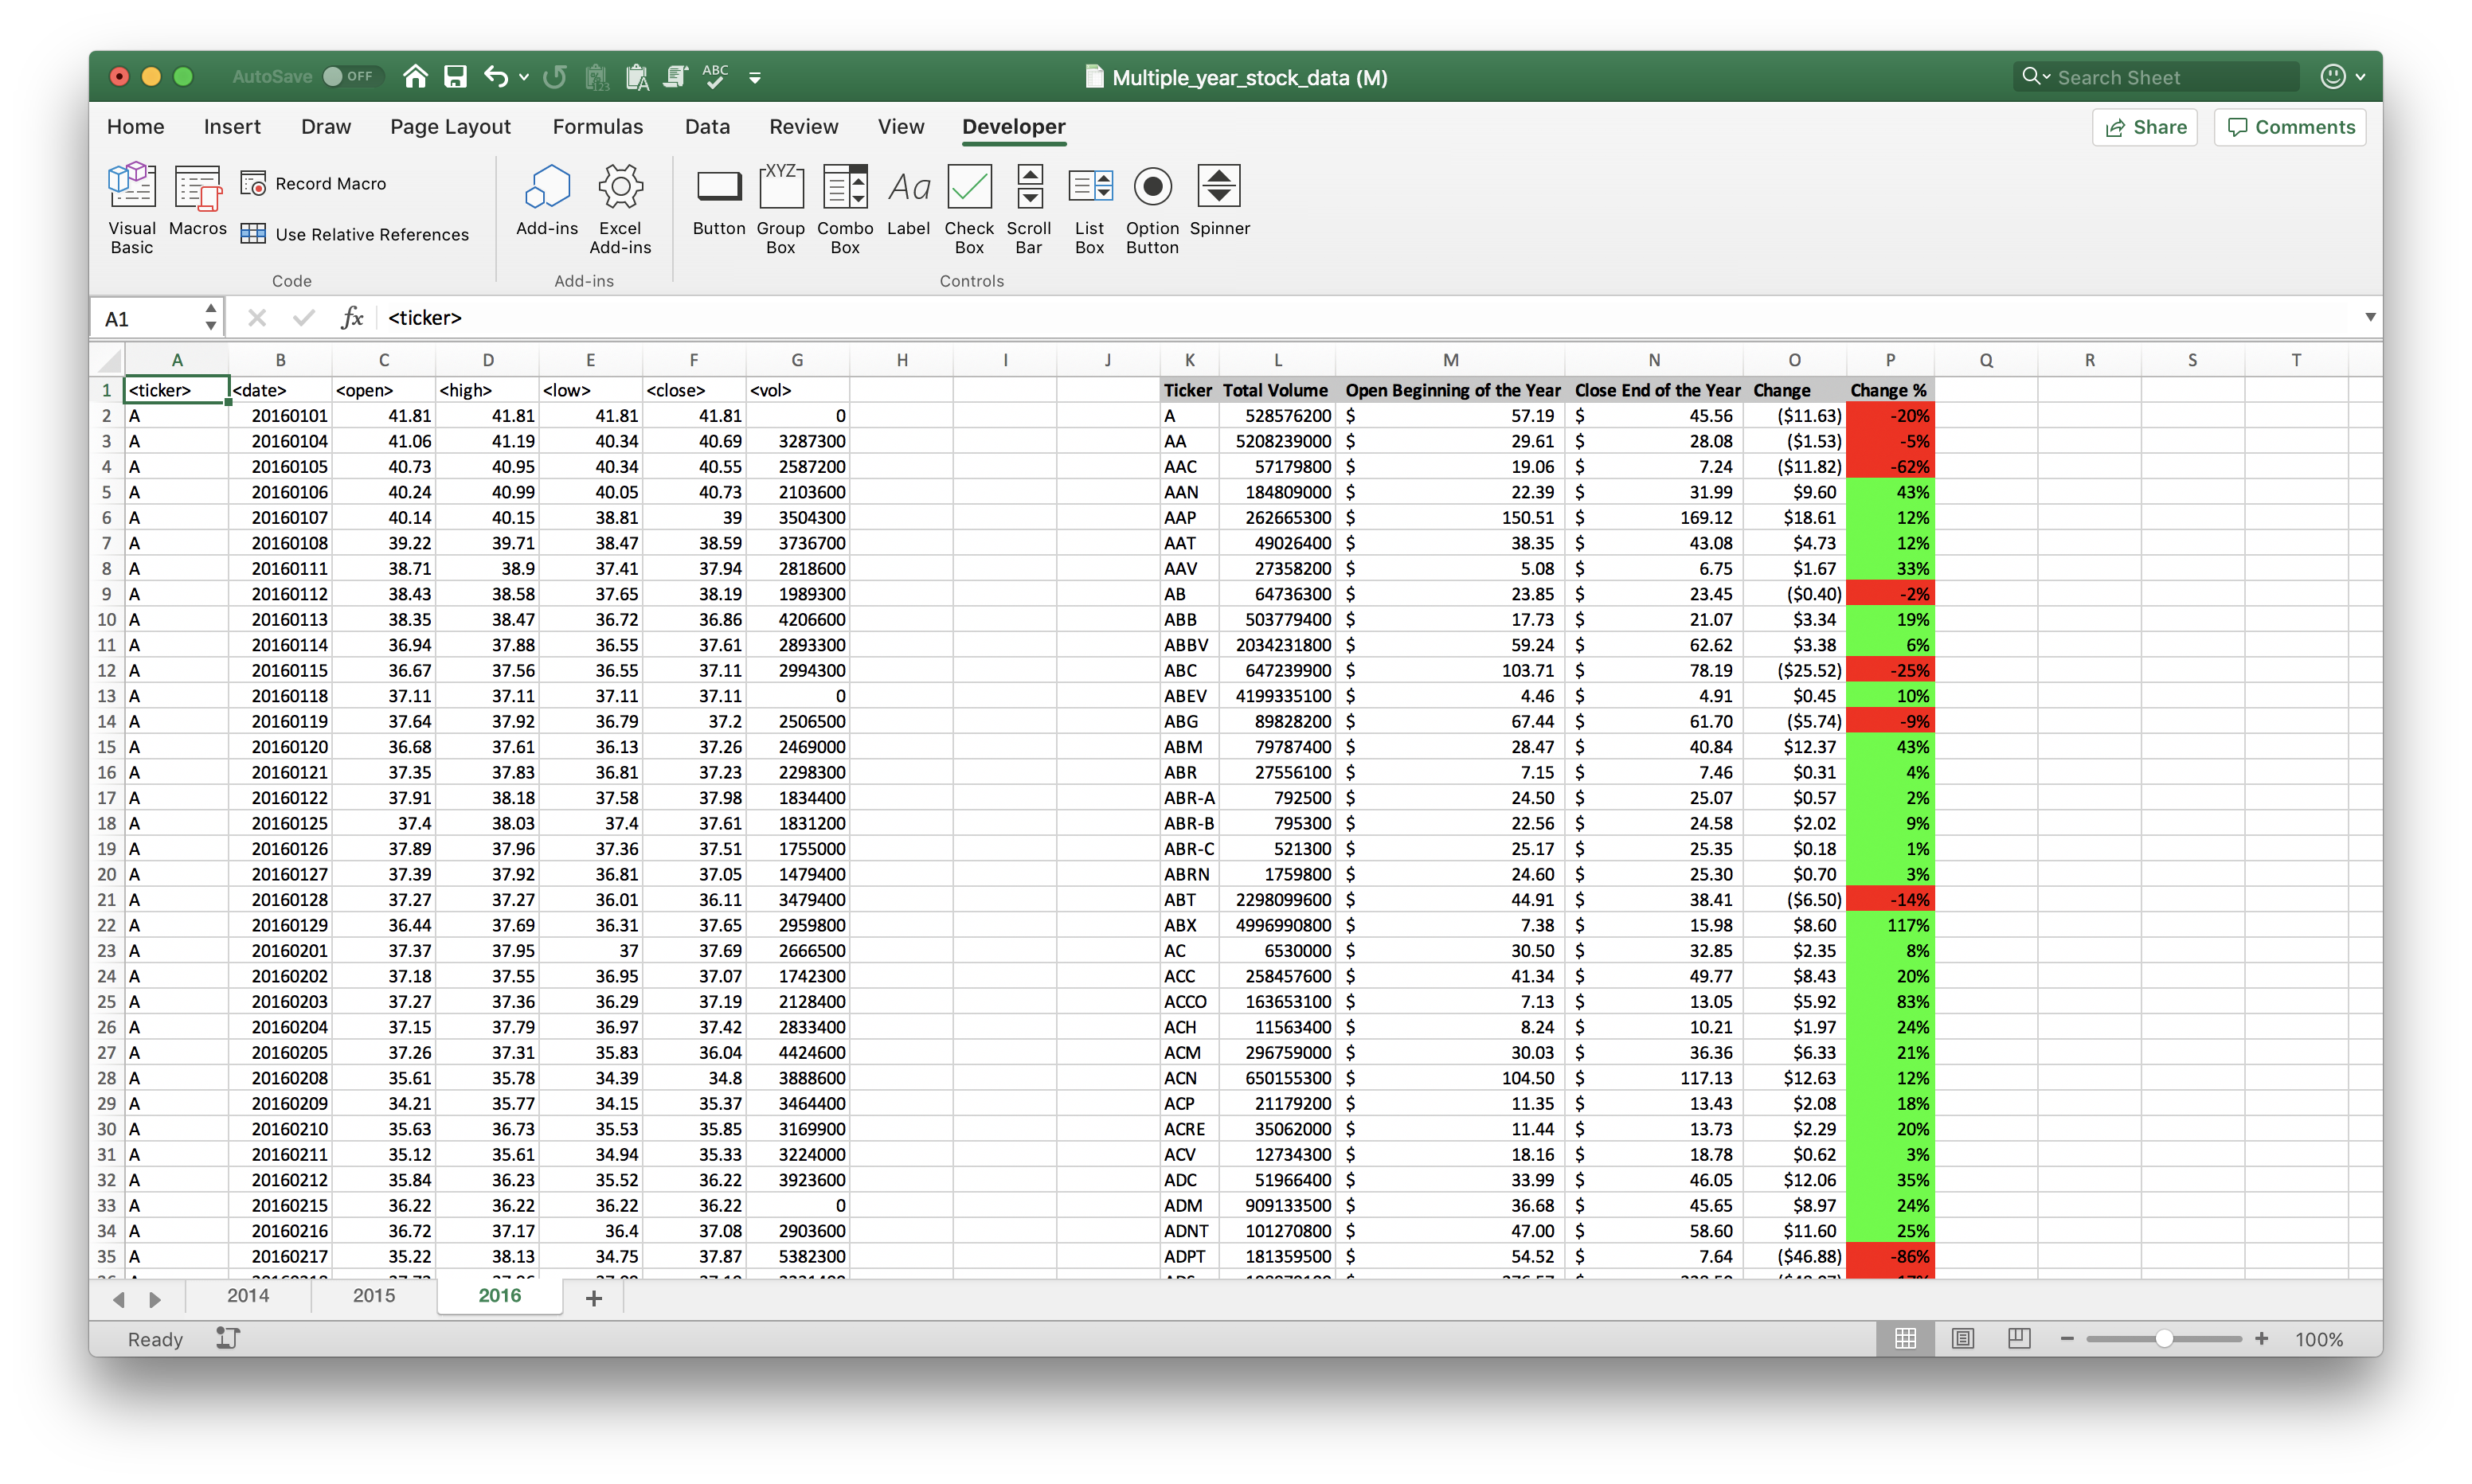 AutoSave OFF ABC Multiple_year_stock_data (M) Search Sheet
Home Insert Draw Page Layout Formulas Data Review View Developer Share Comments
Visual Basic Macros Record Macro Use Relative References Add-ins Excel Add-ins XYZ Button Group Box Combo Box Aa Label Check Box Scroll Bar List Box Option Button Spinner
Code Add-ins Controls
A1 fx <ticker>
A B C D E F G H I J K L M N O P Q R S T
1 <ticker> <date> <open> <high> <low> <close> <vol> Ticker Total Volume Open Beginning of the Year Close End of the Year Change Change %
2 A 20160101 41.81 41.81 41.81 41.81 0 A 528576200 $ 57.19 $ 45.56 ($11.63) -20%
3 A 20160104 41.06 41.19 40.34 40.69 3287300 AA 5208239000 $ 29.61 $ 28.08 ($1.53) -5%
4 A 20160105 40.73 40.95 40.34 40.55 2587200 AAC 57179800 $ 19.06 $ 7.24 ($11.82) -62%
5 A 20160106 40.24 40.99 40.05 40.73 2103600 AAN 184809000 $ 22.39 $ 31.99 $9.60 43%
6 A 20160107 40.14 40.15 38.81 39 3504300 AAP 262665300 $ 150.51 $ 169.12 $18.61 12%
7 A 20160108 39.22 39.71 38.47 38.59 3736700 AAT 49026400 $ 38.35 $ 43.08 $4.73 12%
8 A 20160111 38.71 38.9 37.41 37.94 2818600 AAV 27358200 $ 5.08 $ 6.75 $1.67 33%
9 A 20160112 38.43 38.58 37.65 38.19 1989300 AB 64736300 $ 23.85 $ 23.45 ($0.40) -2%
10 A 20160113 38.35 38.47 36.72 36.86 4206600 ABB 503779400 $ 17.73 $ 21.07 $3.34 19%
11 A 20160114 36.94 37.88 36.55 37.61 2893300 ABBV 2034231800 $ 59.24 $ 62.62 $3.38 6%
12 A 20160115 36.67 37.56 36.55 37.11 2994300 ABC 647239900 $ 103.71 $ 78.19 ($25.52) -25%
13 A 20160118 37.11 37.11 37.11 37.11 0 ABEV 4199335100 $ 4.46 $ 4.91 $0.45 10%
14 A 20160119 37.64 37.92 36.79 37.2 2506500 ABG 89828200 $ 67.44 $ 61.70 ($5.74) -9%
15 A 20160120 36.68 37.61 36.13 37.26 2469000 ABM 79787400 $ 28.47 $ 40.84 $12.37 43%
16 A 20160121 37.35 37.83 36.81 37.23 2298300 ABR 27556100 $ 7.15 $ 7.46 $0.31 4%
17 A 20160122 37.91 38.18 37.58 37.98 1834400 ABR-A 792500 $ 24.50 $ 25.07 $0.57 2%
18 A 20160125 37.4 38.03 37.4 37.61 1831200 ABR-B 795300 $ 22.56 $ 24.58 $2.02 9%
19 A 20160126 37.89 37.96 37.36 37.51 1755000 ABR-C 521300 $ 25.17 $ 25.35 $0.18 1%
20 A 20160127 37.39 37.92 36.81 37.05 1479400 ABRN 1759800 $ 24.60 $ 25.30 $0.70 3%
21 A 20160128 37.27 37.27 36.01 36.11 3479400 ABT 2298099600 $ 44.91 $ 38.41 ($6.50) -14%
22 A 20160129 36.44 37.69 36.31 37.65 2959800 ABX 4996990800 $ 7.38 $ 15.98 $8.60 117%
23 A 20160201 37.37 37.95 37 37.69 2666500 AC 6530000 $ 30.50 $ 32.85 $2.35 8%
24 A 20160202 37.18 37.55 36.95 37.07 1742300 ACC 258457600 $ 41.34 $ 49.77 $8.43 20%
25 A 20160203 37.27 37.36 36.29 37.19 2128400 ACCO 163653100 $ 7.13 $ 13.05 $5.92 83%
26 A 20160204 37.15 37.79 36.97 37.42 2833400 ACH 11563400 $ 8.24 $ 10.21 $1.97 24%
27 A 20160205 37.26 37.31 35.83 36.04 4424600 ACM 296759000 $ 30.03 $ 36.36 $6.33 21%
28 A 20160208 35.61 35.78 34.39 34.8 3888600 ACN 650155300 $ 104.50 $ 117.13 $12.63 12%
29 A 20160209 34.21 35.77 34.15 35.37 3464400 ACP 21179200 $ 11.35 $ 13.43 $2.08 18%
30 A 20160210 35.63 36.73 35.53 35.85 3169900 ACRE 35062000 $ 11.44 $ 13.73 $2.29 20%
31 A 20160211 35.12 35.61 34.94 35.33 3224000 ACV 12734300 $ 18.16 $ 18.78 $0.62 3%
32 A 20160212 35.84 36.23 35.52 36.22 3923600 ADC 51966400 $ 33.99 $ 46.05 $12.06 35%
33 A 20160215 36.22 36.22 36.22 36.22 0 ADM 909133500 $ 36.68 $ 45.65 $8.97 24%
34 A 20160216 36.72 37.17 36.4 37.08 2903600 ADNT 101270800 $ 47.00 $ 58.60 $11.60 25%
35 A 20160217 35.22 38.13 34.75 37.87 5382300 ADPT 181359500 $ 54.52 $ 7.64 ($46.88) -86%
2014 2015 2016
Ready 100%